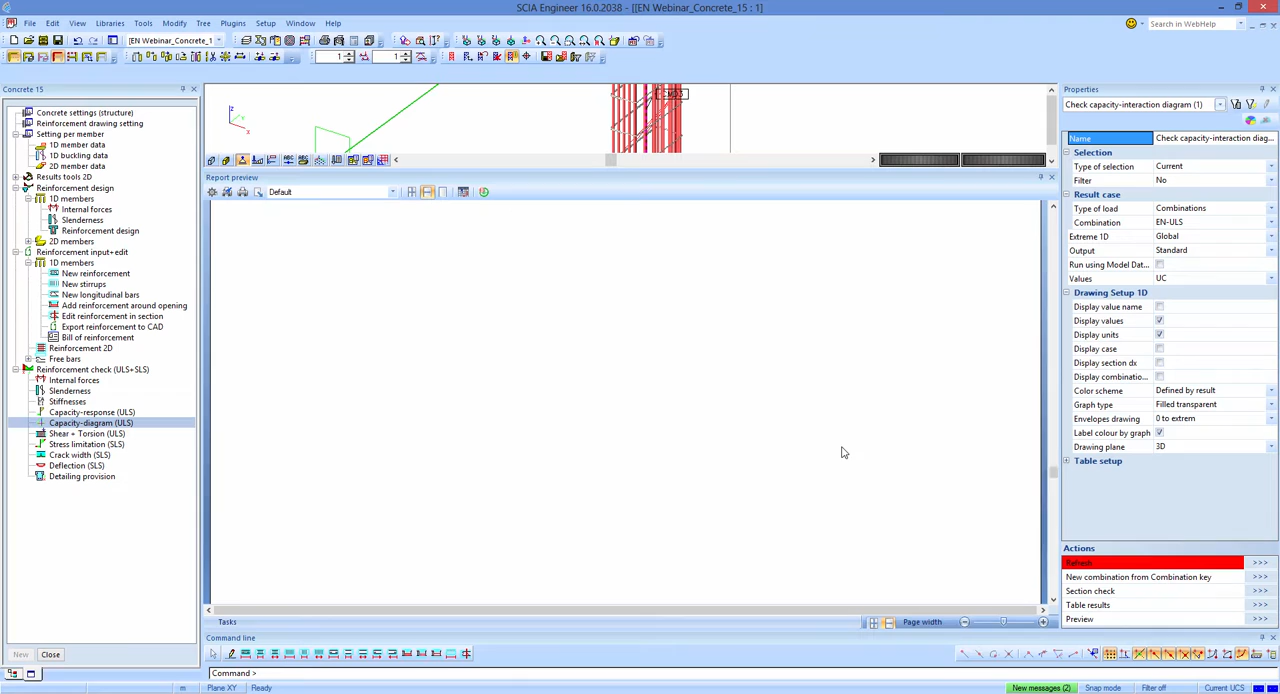 SCIA Engineer 16.0.2038 - [[EN Webinar_Concrete_15 : 1]
File Edit View Libraries Tools Modify Tree Plugins Setup Window Help
Search in WebHelp
[EN Webinar_Concrete_1
1 1
Concrete 15
Concrete settings (structure)
Reinforcement drawing setting
Setting per member
1D member data
1D buckling data
2D member data
Results tools 2D
Reinforcement design
1D members
Internal forces
Slenderness
Reinforcement design
2D members
Reinforcement input+edit
1D members
New reinforcement
New stirrups
New longitudinal bars
Add reinforcement around opening
Edit reinforcement in section
Export reinforcement to CAD
Bill of reinforcement
Reinforcement 2D
Free bars
Reinforcement check (ULS+SLS)
Internal forces
Slenderness
Stiffnesses
Capacity-response (ULS)
Capacity-diagram (ULS)
Shear + Torsion (ULS)
Stress limitation (SLS)
Crack width (SLS)
Deflection (SLS)
Detailing provision
New Close
z
x
Report preview
Default
Tasks
Page width
Command line
Command >
Properties
Check capacity-interaction diagram (1)
Name Check capacity-interaction diag...
Selection
Type of selection Current
Filter No
Result case
Type of load Combinations
Combination EN-ULS
Extreme 1D Global
Output Standard
Run using Model Dat...
Values UC
Drawing Setup 1D
Display value name
Display values
Display units
Display case
Display section dx
Display combinatio...
Color scheme Defined by result
Graph type Filled transparent
Envelopes drawing 0 to extrem
Label colour by graph
Drawing plane 3D
Table setup
Actions
Refresh >>>
New combination from Combination key >>>
Section check >>>
Table results >>>
Preview >>>
m Plane XY Ready New messages (2) Snap mode Filter off Current UCS